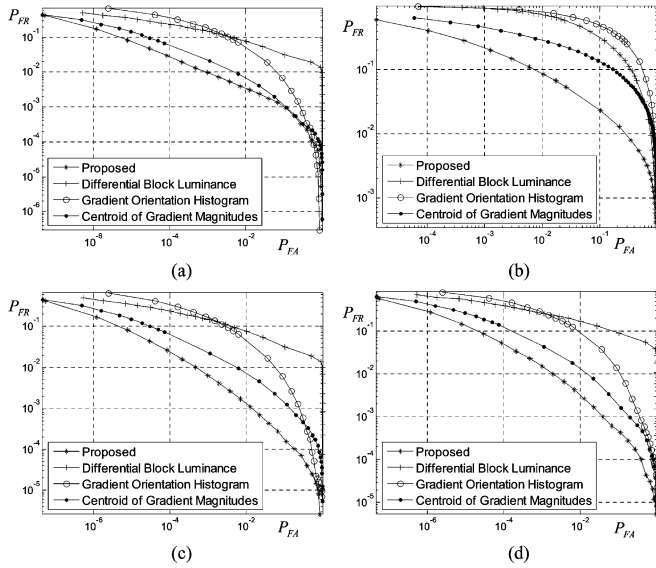 P_FR
10^-1
10^-2
10^-3
10^-4
10^-5
10^-6
Proposed
Differential Block Luminance
Gradient Orientation Histogram
Centroid of Gradient Magnitudes
10^-6 10^-4 10^-2
P_FA
(a)
P_FR
10^-1
10^-2
10^-3
Proposed
Differential Block Luminance
Gradient Orientation Histogram
Centroid of Gradient Magnitudes
10^-4 10^-3 10^-2 10^-1
P_FA
(b)
P_FR
10^-1
10^-2
10^-3
10^-4
10^-5
Proposed
Differential Block Luminance
Gradient Orientation Histogram
Centroid of Gradient Magnitudes
10^-6 10^-4 10^-2
P_FA
(c)
P_FR
10^-1
10^-2
10^-3
10^-4
10^-5
Proposed
Differential Block Luminance
Gradient Orientation Histogram
Centroid of Gradient Magnitudes
10^-6 10^-4 10^-2
P_FA
(d)